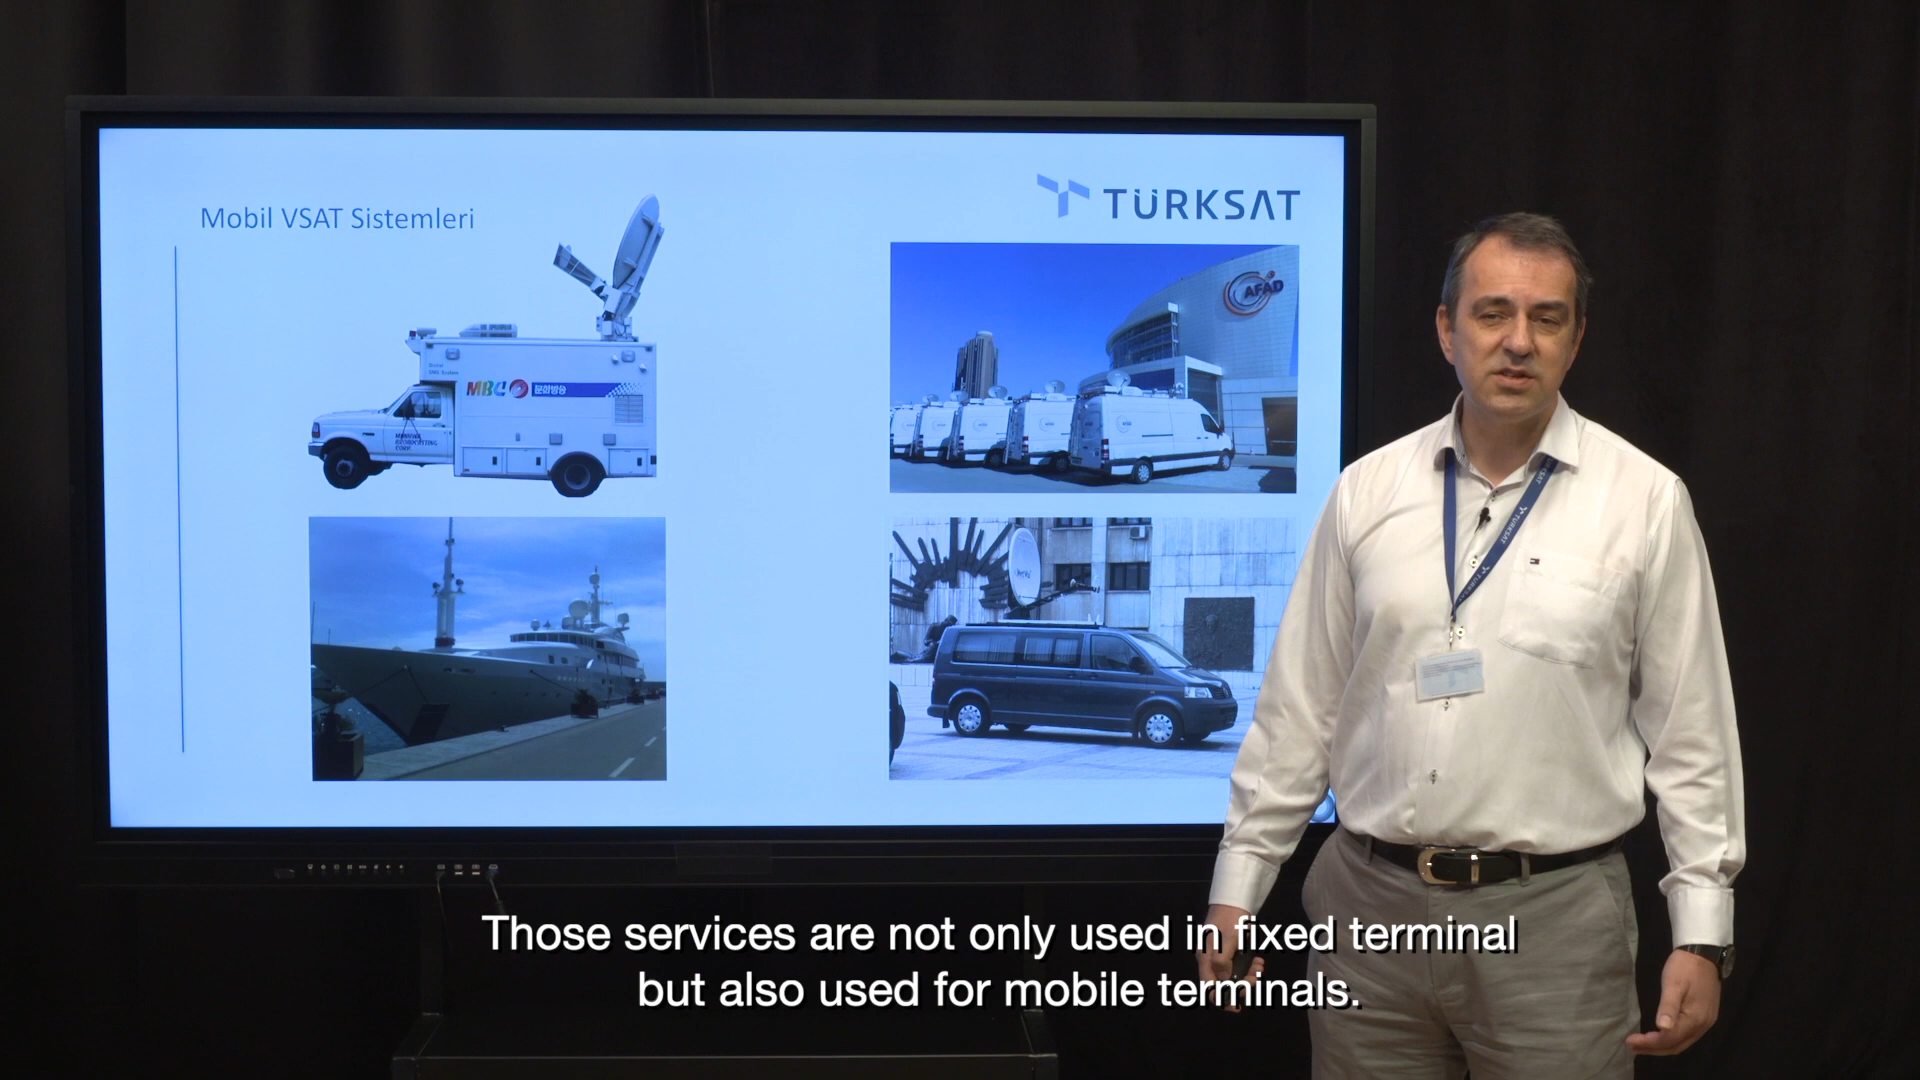 Mobil VSAT Sistemleri
TÜRKSAT
MBC 문화방송
AFAD
TÜRKSAT
Those services are not only used in fixed terminal
but also used for mobile terminals.